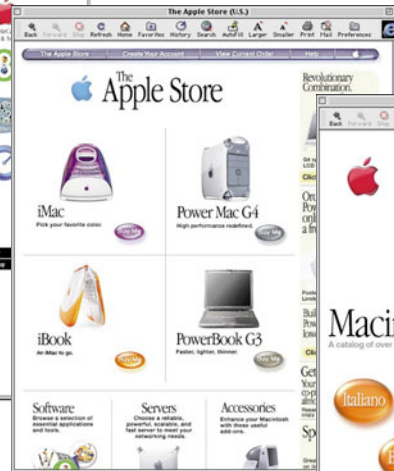 The Apple Store (U.S.)
Back Forward Stop Refresh Home Favorites History Search AutoFill Larger Smaller Print Mail Preferences
The Apple Store Create Your Account View Current Order Help
The
Apple Store
Revolutionary
Combination.
iMac
Pick your favorite color.
Buy Me
Power Mac G4
High performance redefined.
Buy Me
iBook
An iMac to go.
Buy Me
PowerBook G3
Faster, lighter, thinner.
Buy Me
Software
Browse a selection of
essential applications
and tools.
Servers
Choose a reliable,
powerful, scalable, and
fast server to meet your
networking needs.
Accessories
Enhance your Macintosh
with these useful
add-ons.
Back Forward Stop
A catalog of over
Italiano